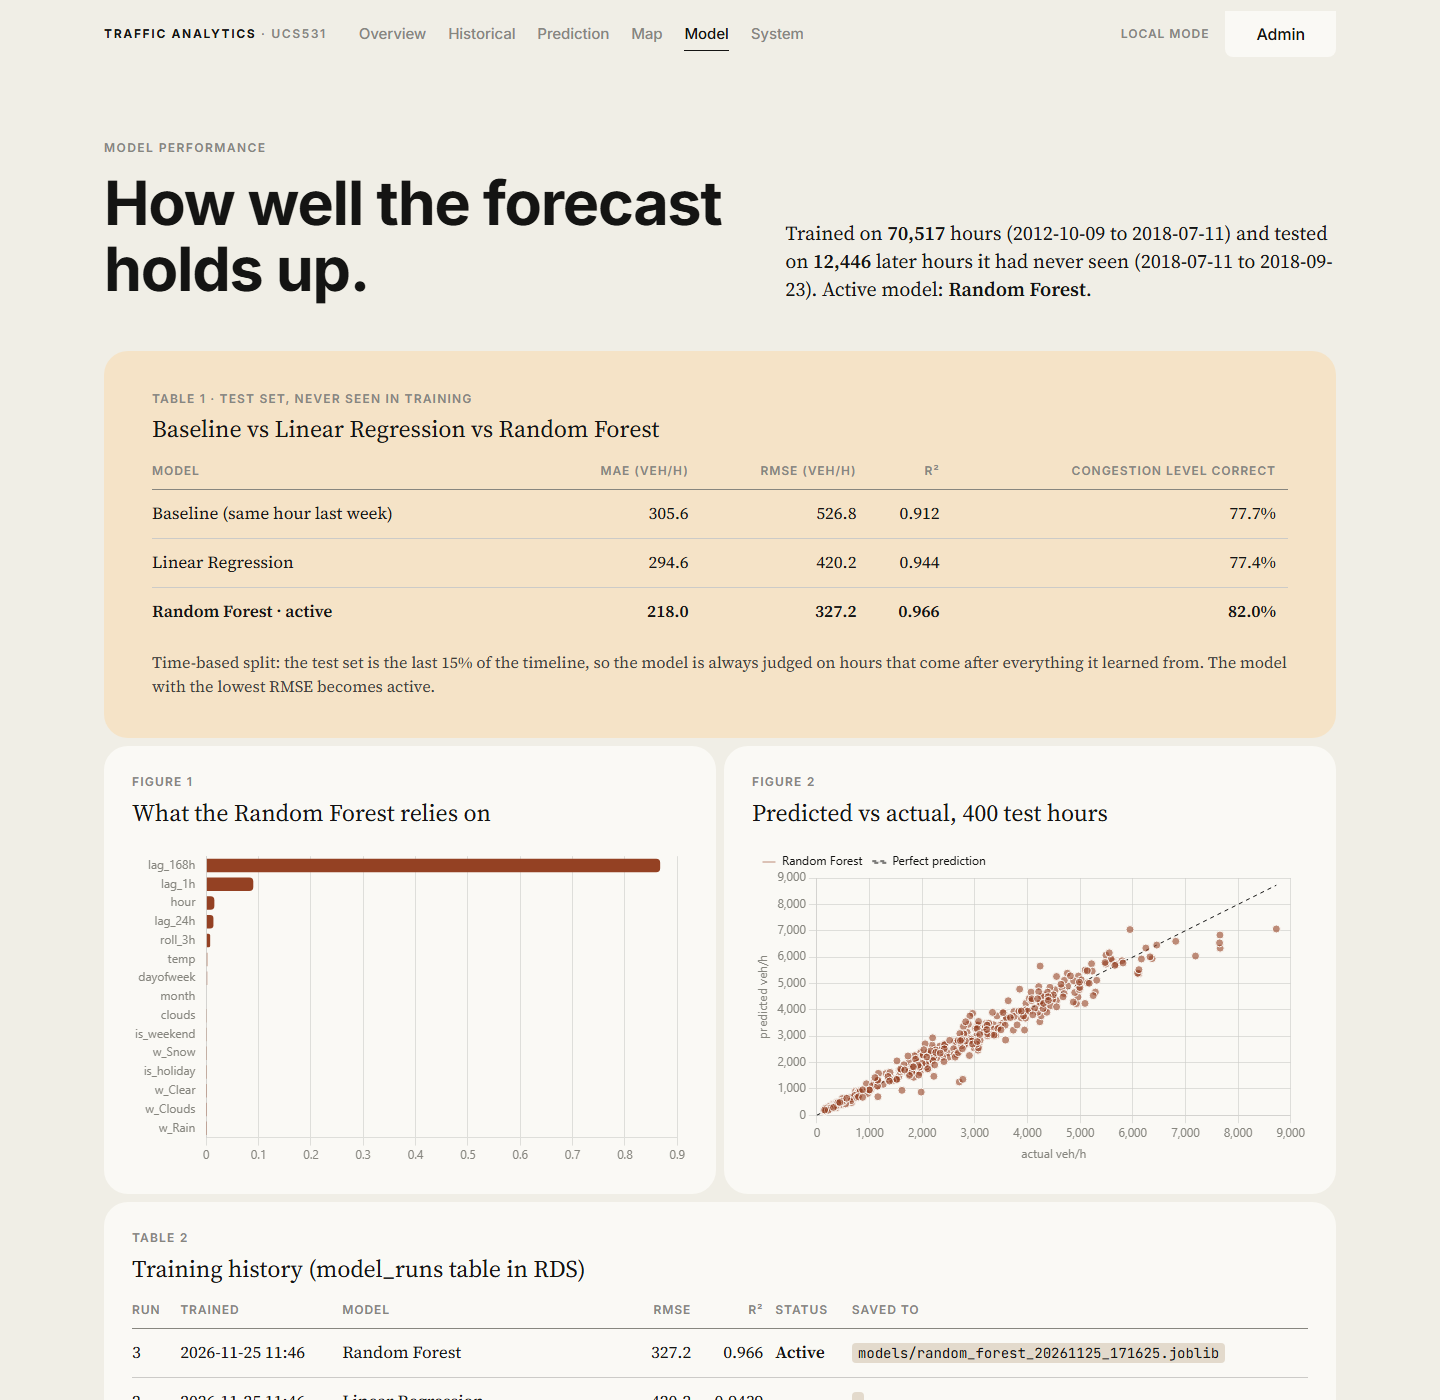 TRAFFIC ANALYTICS · UCS531 Overview Historical Prediction Map Model System LOCAL MODE Admin
MODEL PERFORMANCE
How well the forecast
holds up.
Trained on 70,517 hours (2012-10-09 to 2018-07-11) and tested
on 12,446 later hours it had never seen (2018-07-11 to 2018-09-
23). Active model: Random Forest.
TABLE 1 · TEST SET, NEVER SEEN IN TRAINING
Baseline vs Linear Regression vs Random Forest
MODEL MAE (VEH/H) RMSE (VEH/H) R² CONGESTION LEVEL CORRECT
Baseline (same hour last week) 305.6 526.8 0.912 77.7%
Linear Regression 294.6 420.2 0.944 77.4%
Random Forest · active 218.0 327.2 0.966 82.0%
Time-based split: the test set is the last 15% of the timeline, so the model is always judged on hours that come after everything it learned from. The model
with the lowest RMSE becomes active.
FIGURE 1
What the Random Forest relies on
lag_168h
lag_1h
hour
lag_24h
roll_3h
temp
dayofweek
month
clouds
is_weekend
w_Snow
is_holiday
w_Clear
w_Clouds
w_Rain
0 0.1 0.2 0.3 0.4 0.5 0.6 0.7 0.8 0.9
FIGURE 2
Predicted vs actual, 400 test hours
Random Forest Perfect prediction
9,000
8,000
7,000
6,000
5,000
4,000
3,000
2,000
1,000
0
predicted veh/h
0 1,000 2,000 3,000 4,000 5,000 6,000 7,000 8,000 9,000
actual veh/h
TABLE 2
Training history (model_runs table in RDS)
RUN TRAINED MODEL RMSE R² STATUS SAVED TO
3 2026-11-25 11:46 Random Forest 327.2 0.966 Active models/random_forest_20261125_171625.joblib